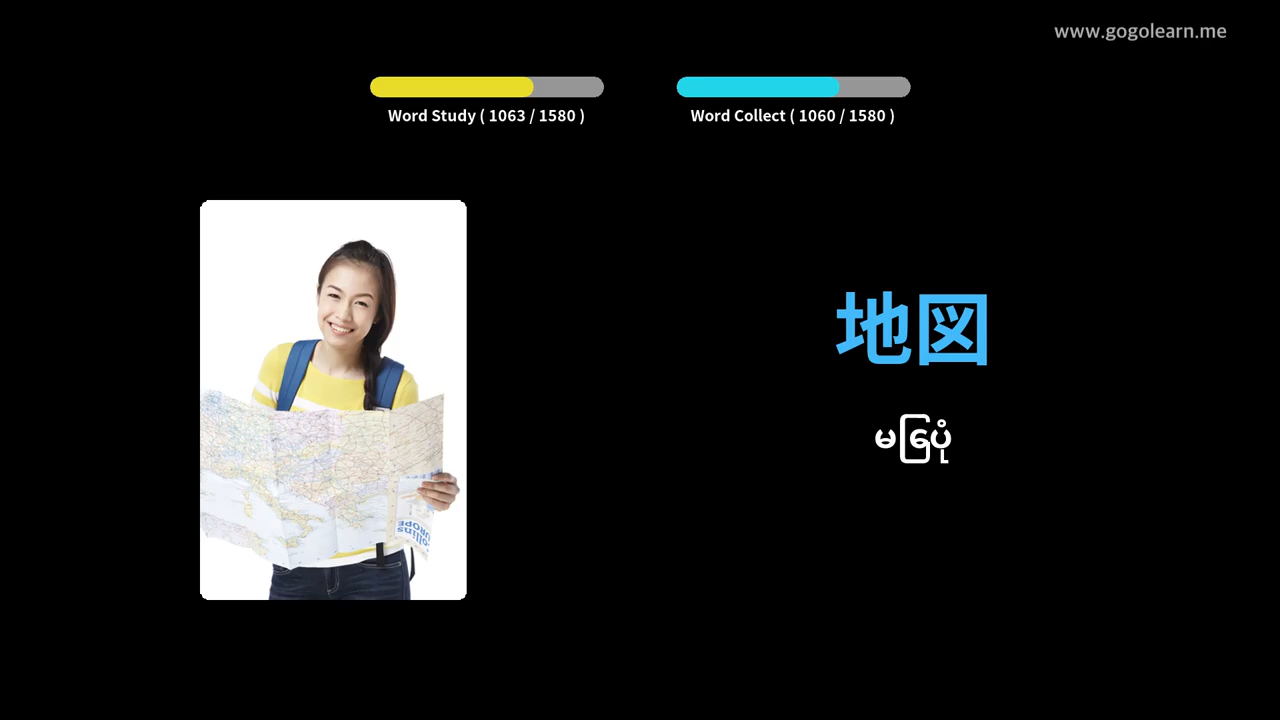 www.gogolearn.me
Word Study ( 1063 / 1580 )
Word Collect ( 1060 / 1580 )
地図
မြေပုံ